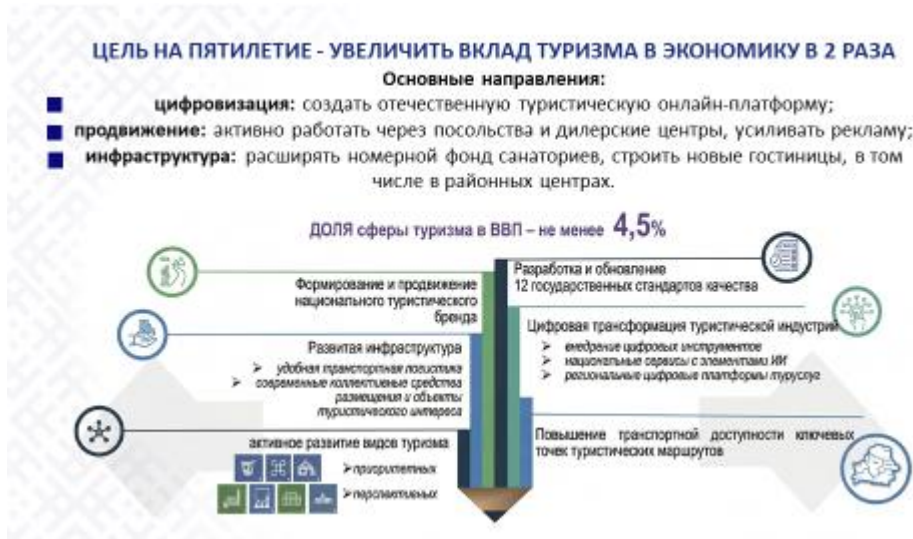 ЦЕЛЬ НА ПЯТИЛЕТИЕ - УВЕЛИЧИТЬ ВКЛАД ТУРИЗМА В ЭКОНОМИКУ В 2 РАЗА
Основные направления:
цифровизация: создать отечественную туристическую онлайн-платформу;
продвижение: активно работать через посольства и дилерские центры, усиливать рекламу;
инфраструктура: расширять номерной фонд санаториев, строить новые гостиницы, в том
числе в районных центрах.
ДОЛЯ сферы туризма в ВВП – не менее 4,5%
Формирование и продвижение
национального туристического
бренда
Развитая инфраструктура
удобная транспортная логистика
современные коллективные средства
размещения и объекты
туристического интереса
активное развитие видов туризма
приоритетных
перспективных
Разработка и обновление
12 государственных стандартов качества
Цифровая трансформация туристической индустрии
внедрение цифровых инструментов
национальные сервисы с элементами ИИ
региональные цифровые платформы туруслуг
Повышение транспортной доступности ключевых
точек туристических маршрутов